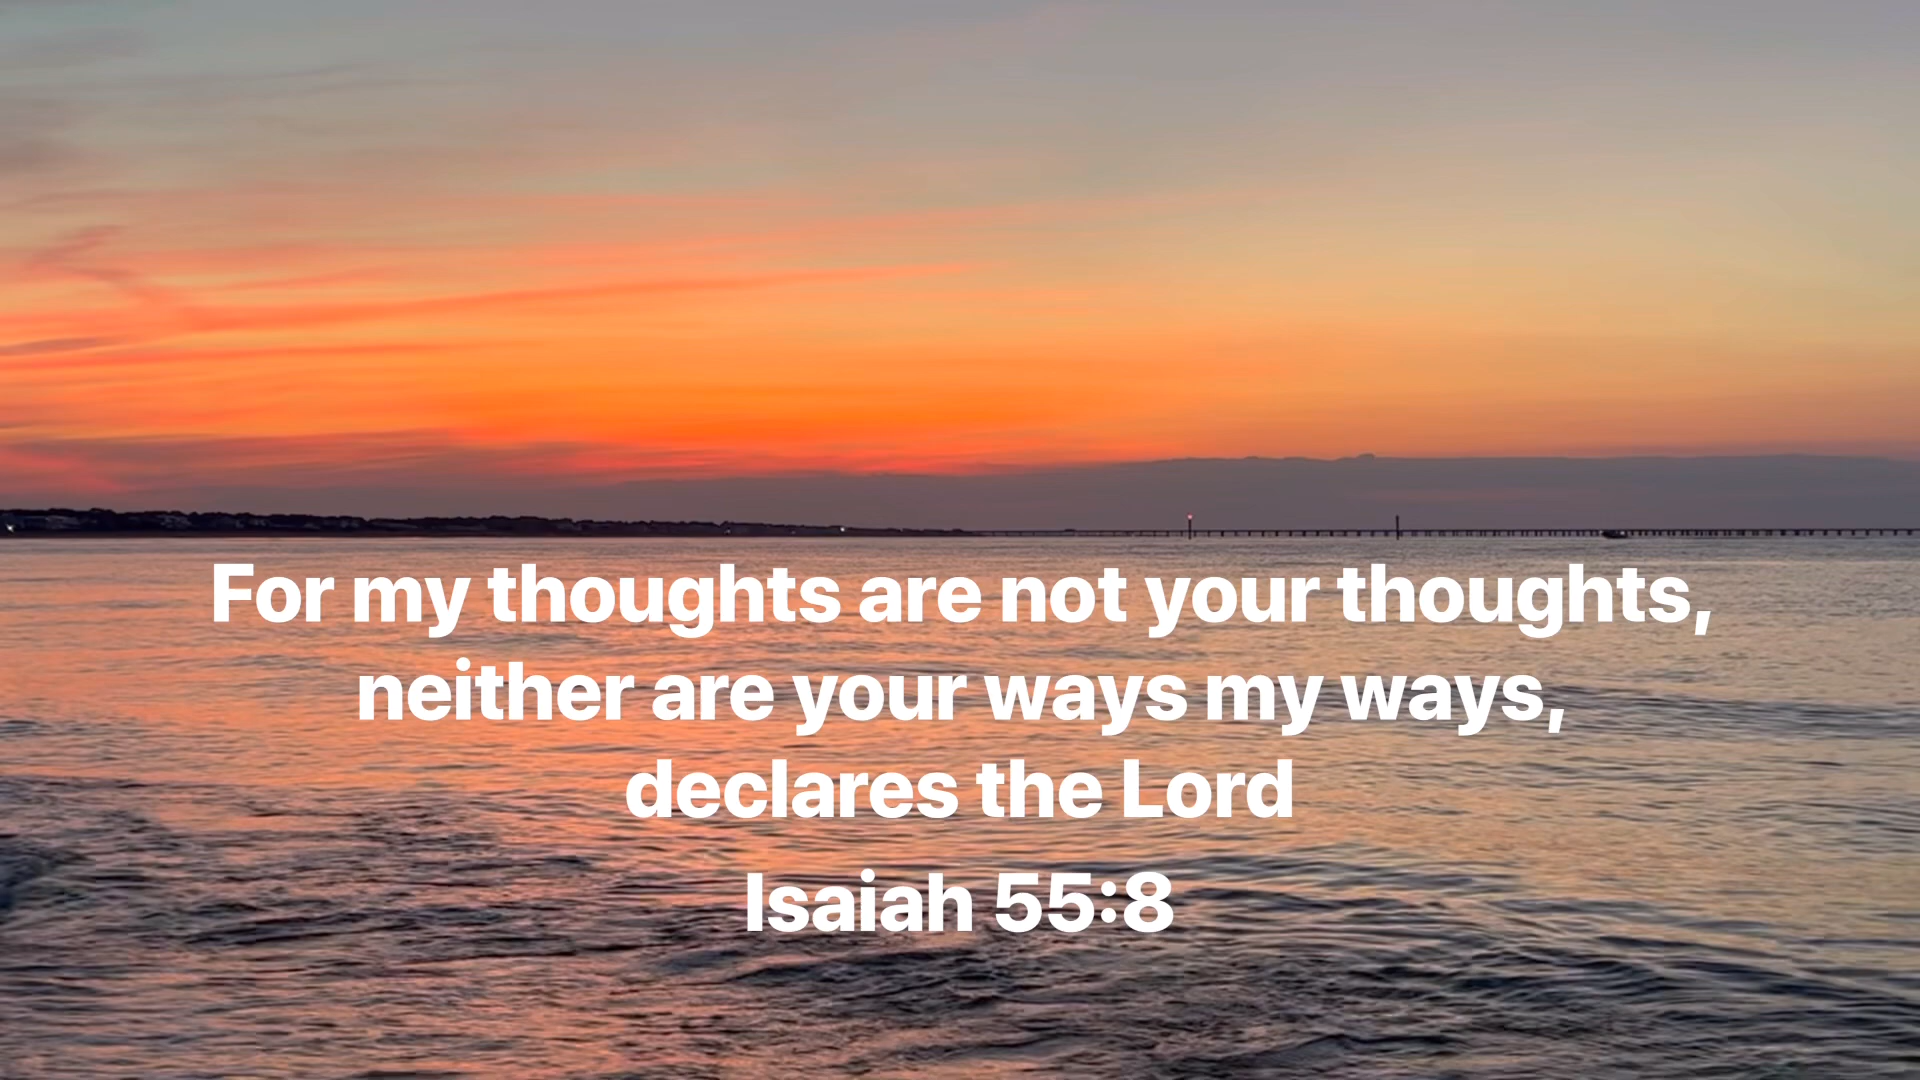 For my thoughts are not your thoughts,
neither are your ways my ways,
declares the Lord
Isaiah 55:8